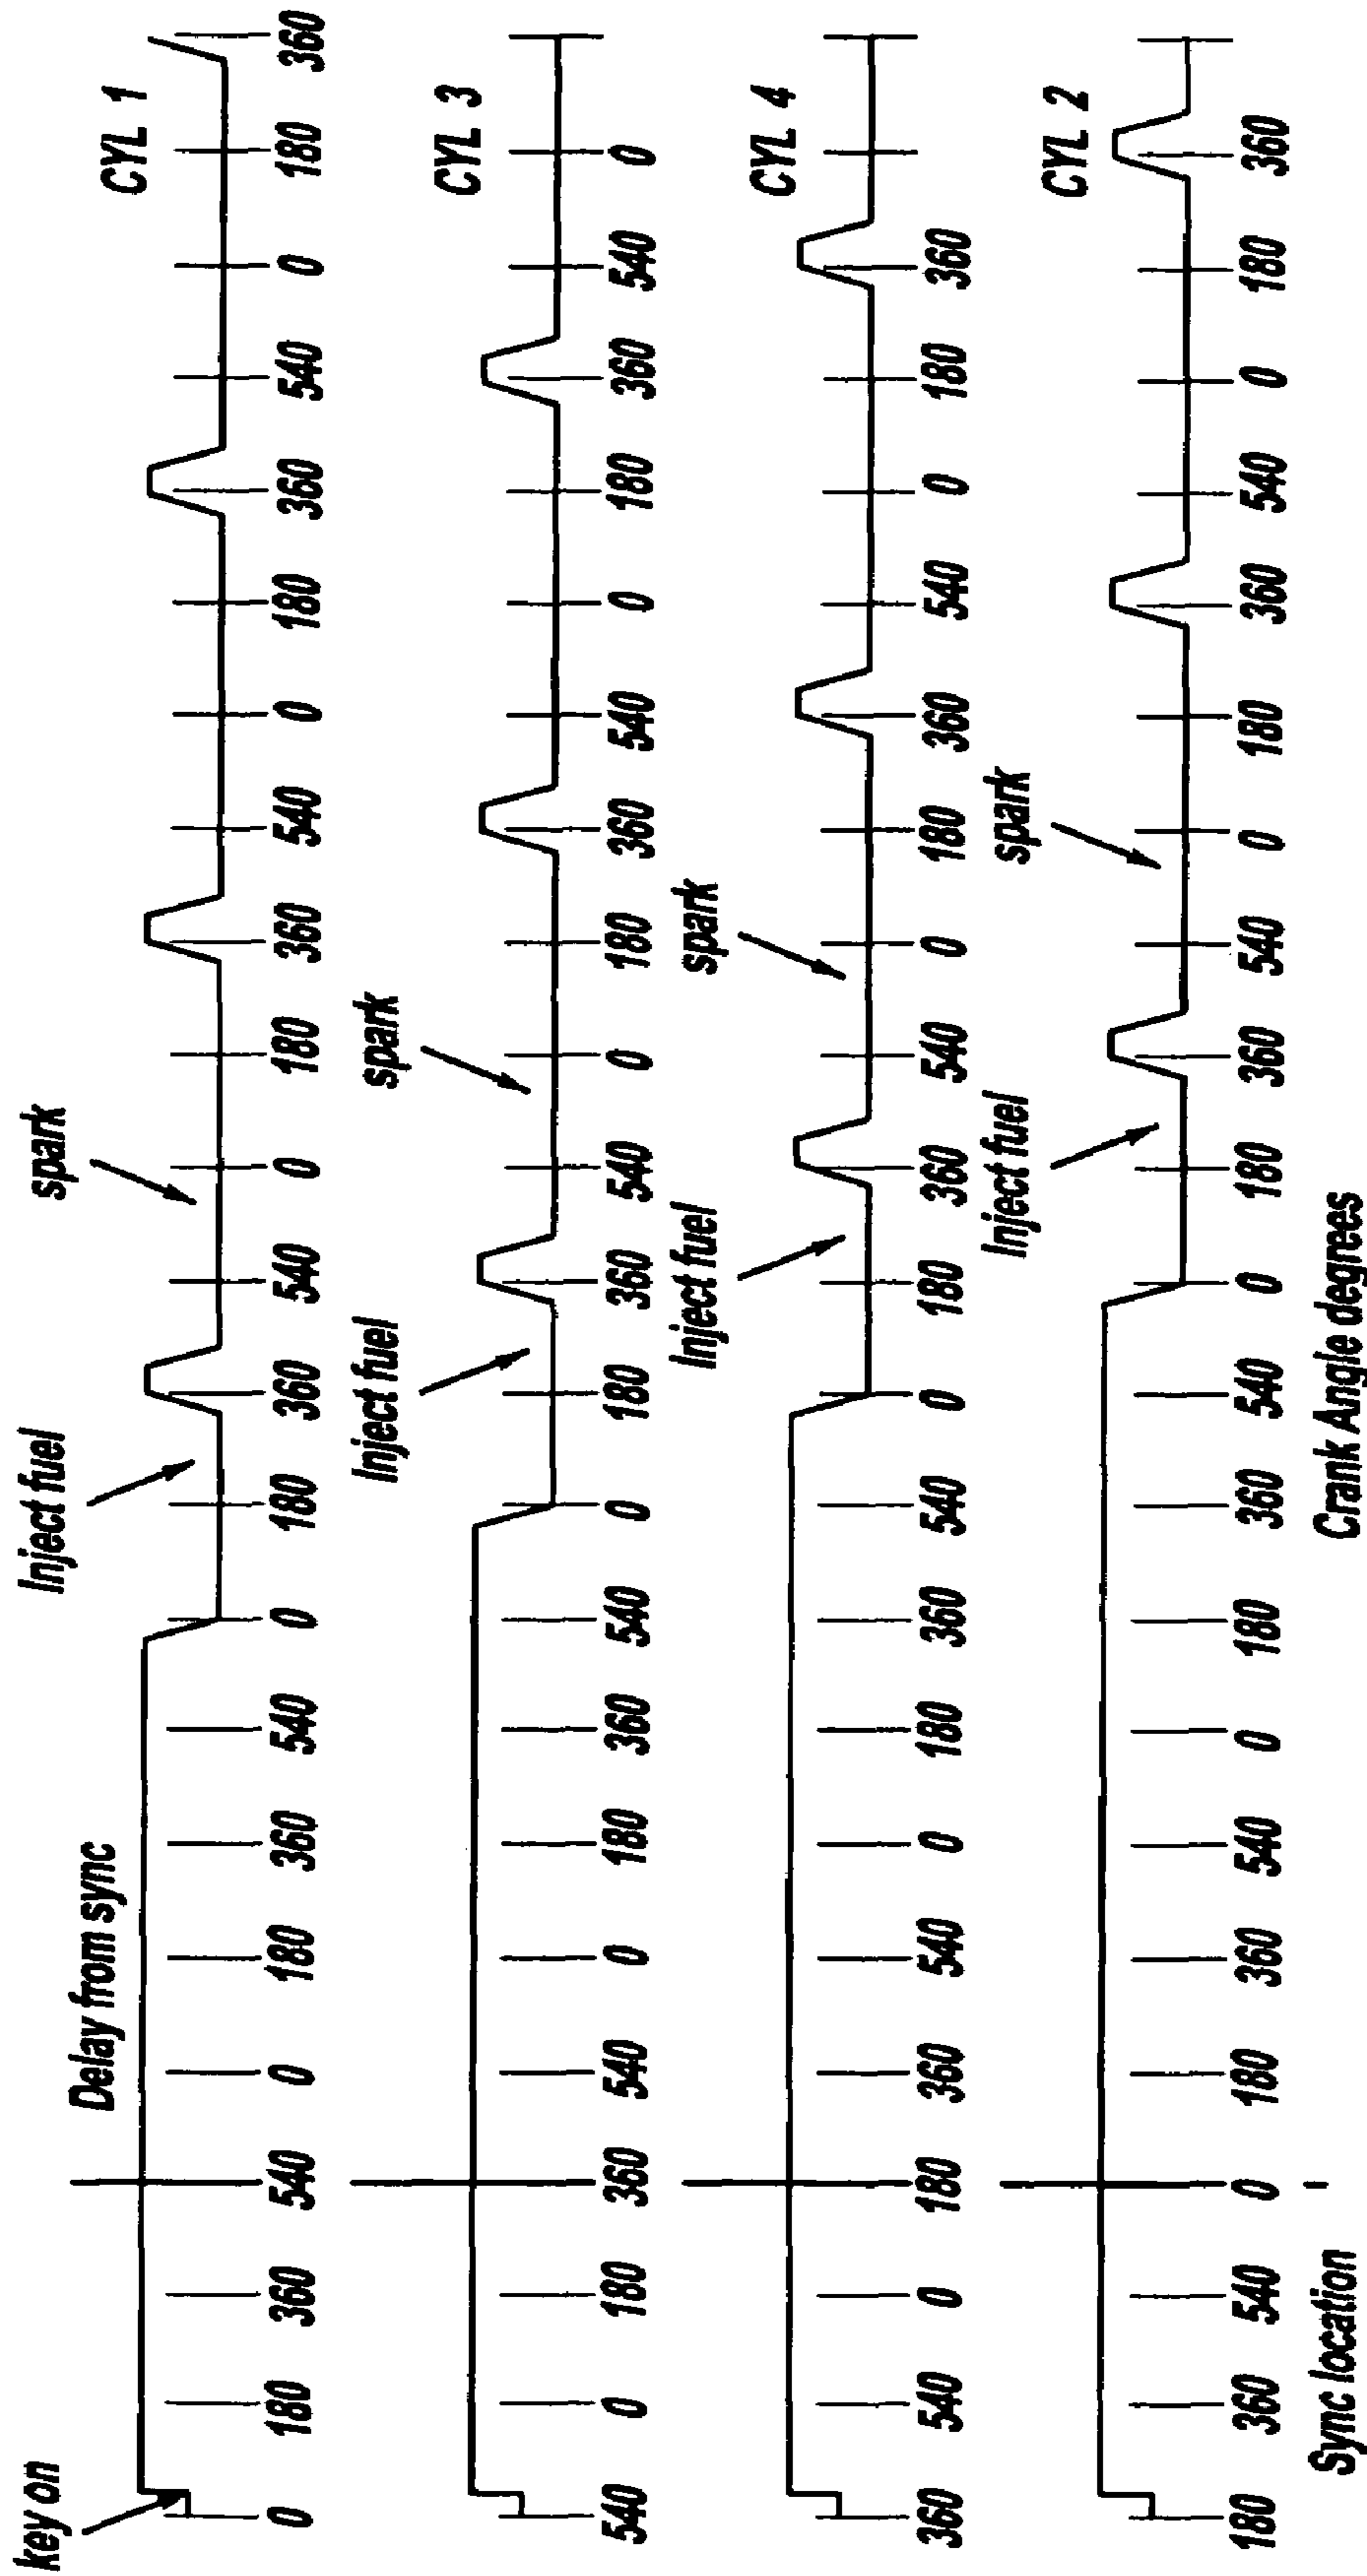 key on
Delay from sync
Inject fuel
spark
CYL 1
0 180 360 540 0 180 360 540 0 180 360 540 0 180 360 540 0 180 360 540 0 180 360
Inject fuel
spark
CYL 3
540 0 180 360 540 0 180 360 540 0 180 360 540 0 180 360 540 0 180 360 540 0
Inject fuel
spark
CYL 4
360 540 0 180 360 540 0 180 360 540 0 180 360 540 0 180 360 540 0 180 360
Inject fuel
spark
CYL 2
180 360 540 0 180 360 540 0 180 360 540 0 180 360 540 0 180 360 540 0 180 360
Sync location
Crank Angle degrees